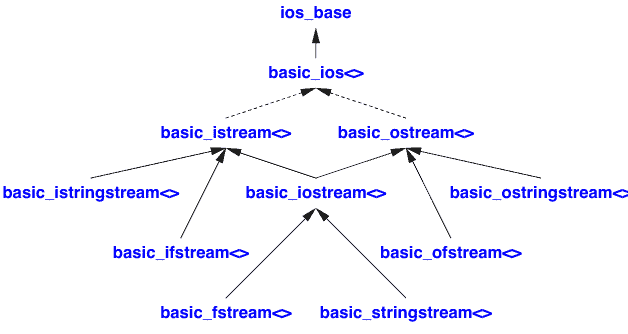 ios_base
basic_ios<>
basic_istream<> basic_ostream<>
basic_istringstream<> basic_iostream<> basic_ostringstream<>
basic_ifstream<> basic_ofstream<>
basic_fstream<> basic_stringstream<>